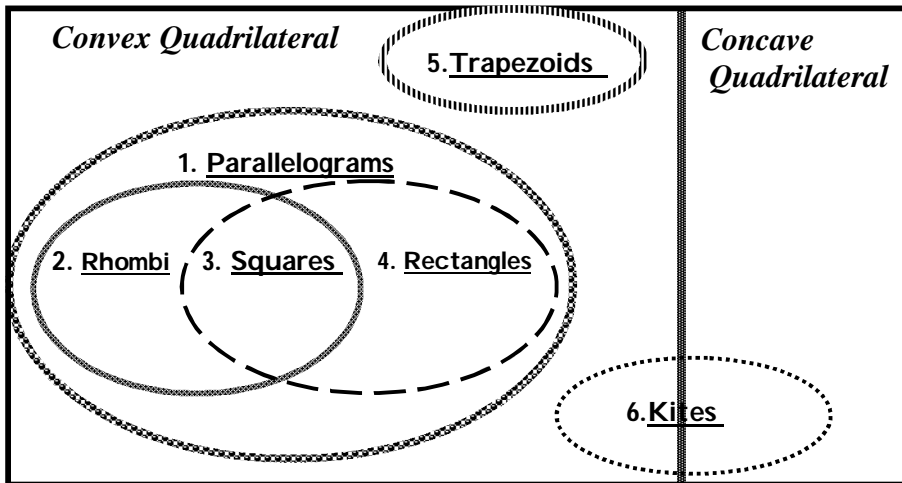 Convex Quadrilateral
Concave
Quadrilateral
5.Trapezoids
1. Parallelograms
2. Rhombi
3. Squares
4. Rectangles
6.Kites